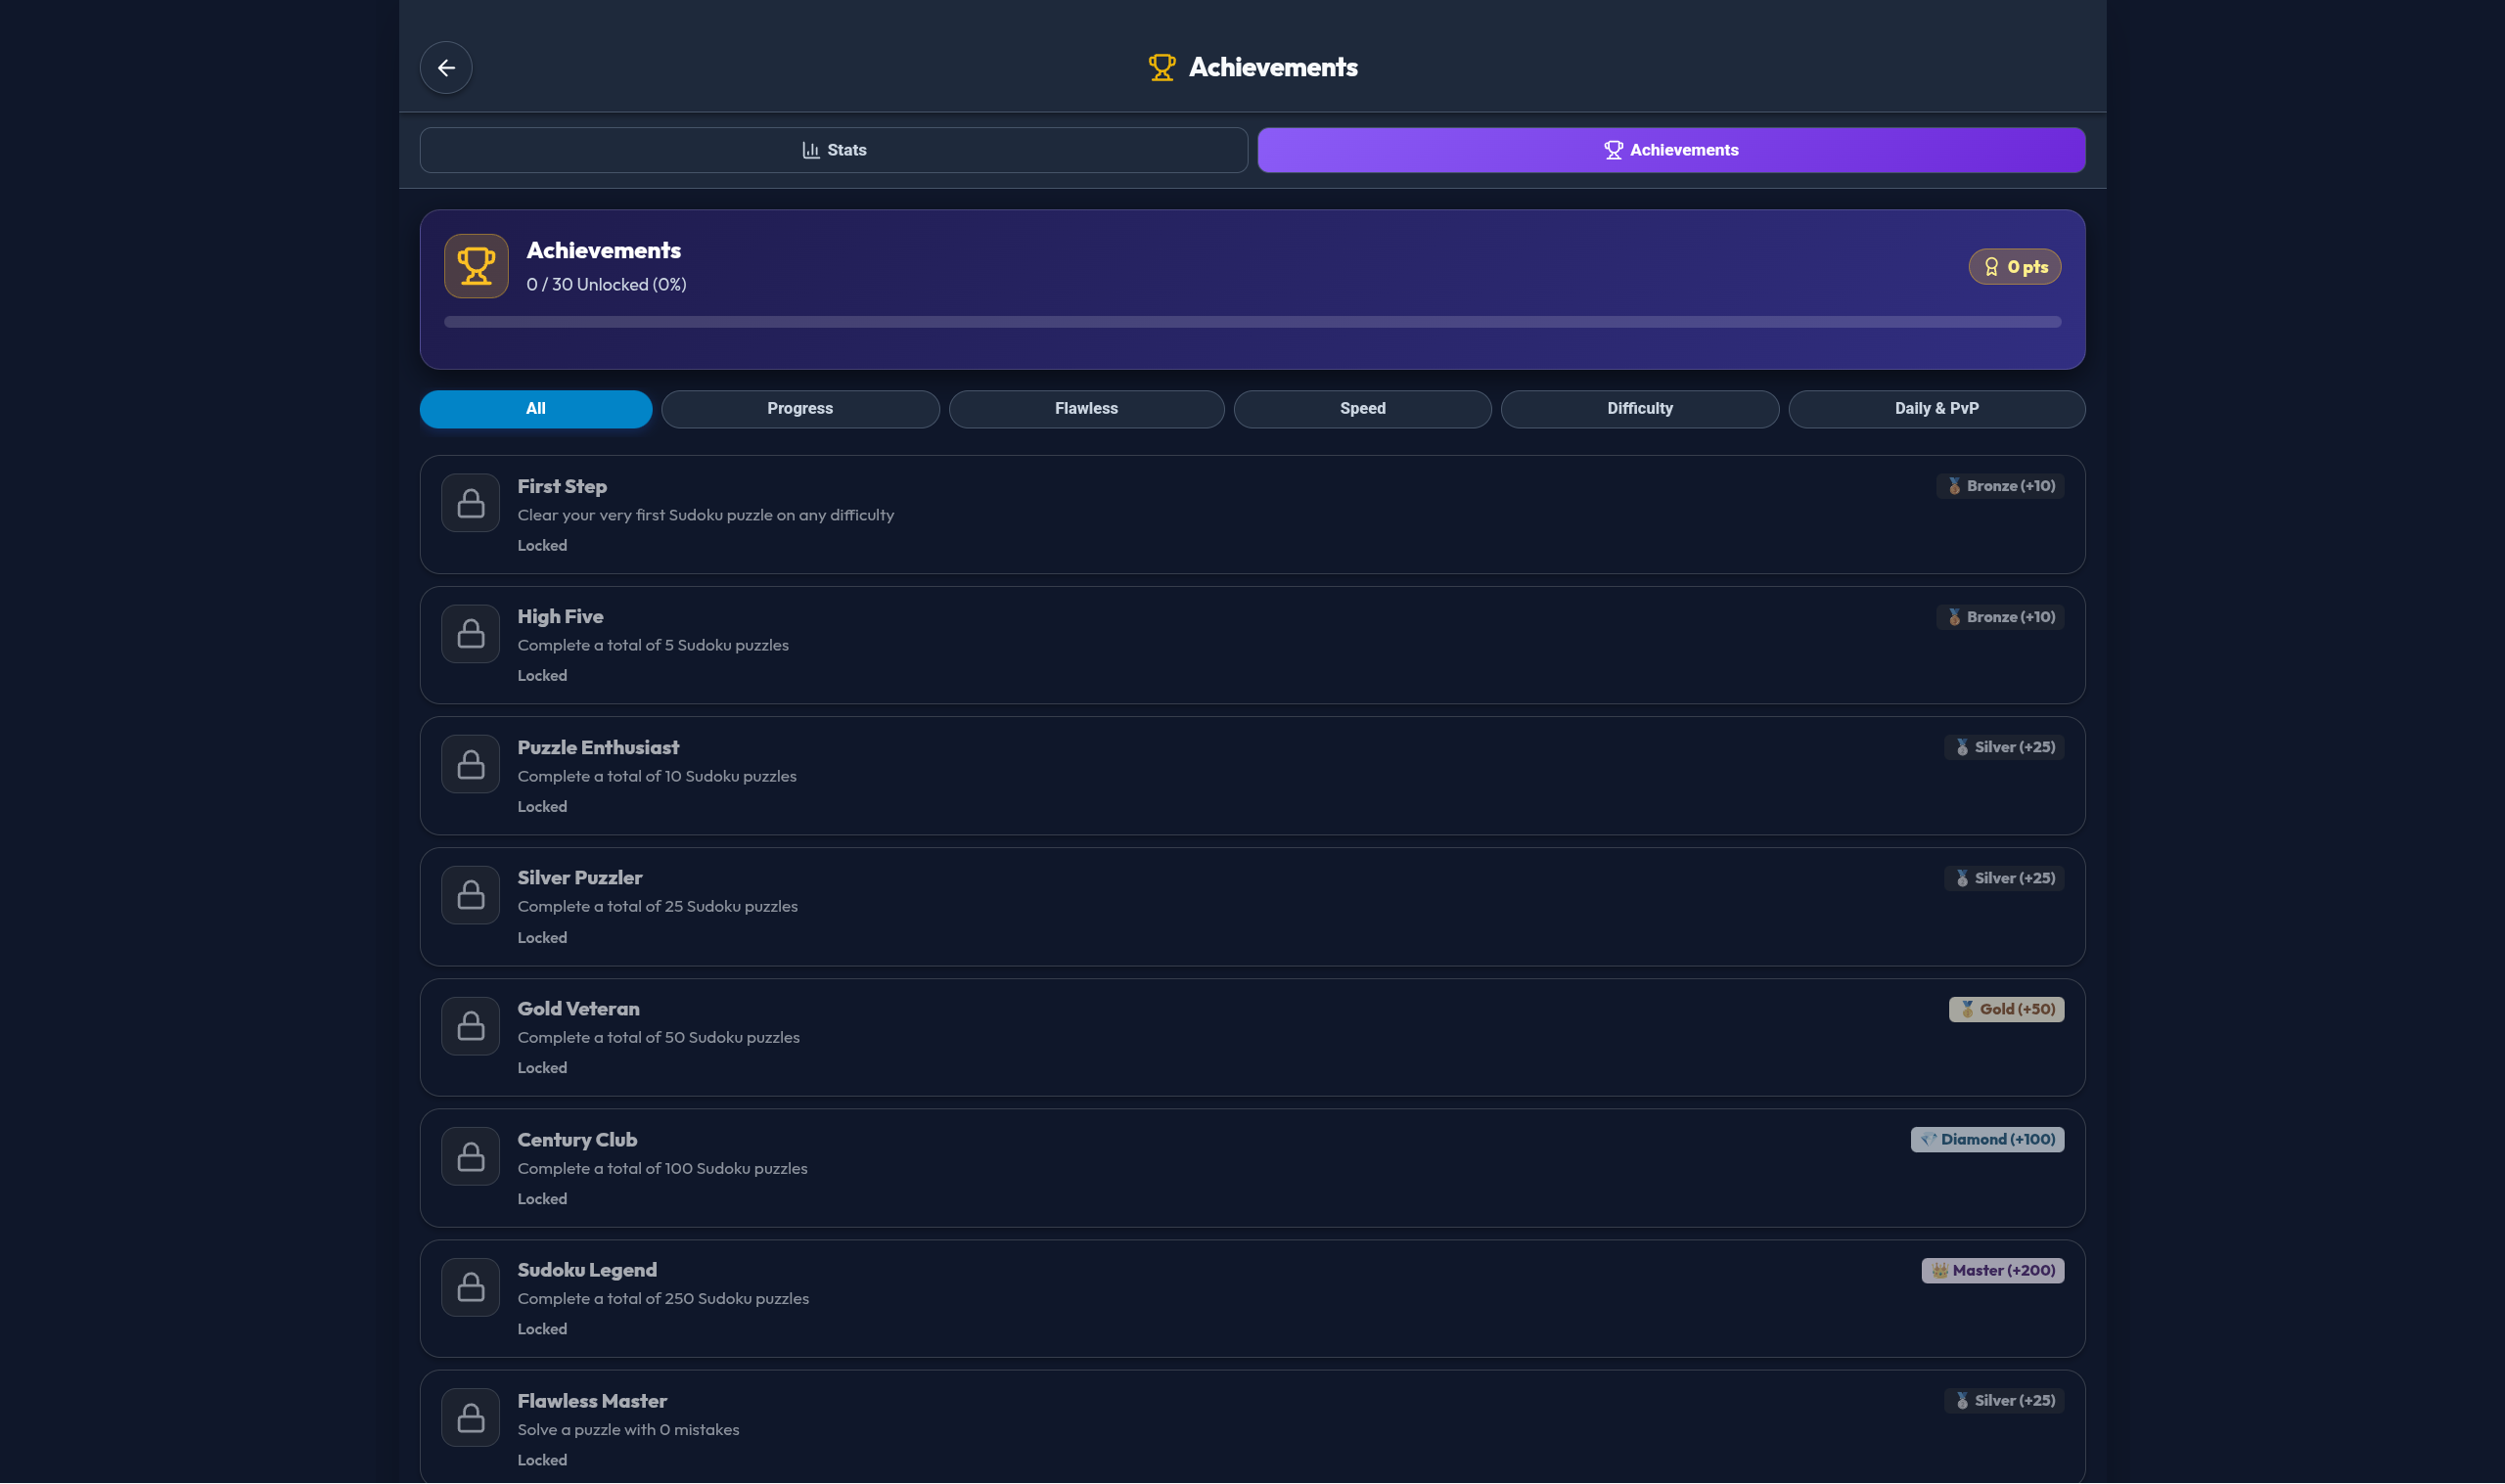 Achievements
Stats
Achievements
Achievements
0 / 30 Unlocked (0%)
0 pts
All
Progress
Flawless
Speed
Difficulty
Daily & PvP
First Step
Bronze (+10)
Clear your very first Sudoku puzzle on any difficulty
Locked
High Five
Bronze (+10)
Complete a total of 5 Sudoku puzzles
Locked
Puzzle Enthusiast
Silver (+25)
Complete a total of 10 Sudoku puzzles
Locked
Silver Puzzler
Silver (+25)
Complete a total of 25 Sudoku puzzles
Locked
Gold Veteran
Gold (+50)
Complete a total of 50 Sudoku puzzles
Locked
Century Club
Diamond (+100)
Complete a total of 100 Sudoku puzzles
Locked
Sudoku Legend
Master (+200)
Complete a total of 250 Sudoku puzzles
Locked
Flawless Master
Silver (+25)
Solve a puzzle with 0 mistakes
Locked